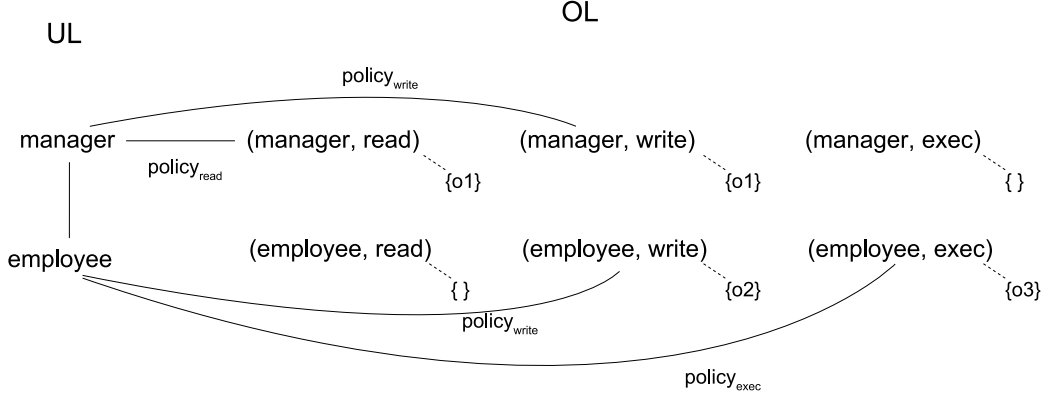 UL
OL
policy_write
manager
(manager, read)
(manager, write)
(manager, exec)
policy_read
{o1}
{o1}
{ }
employee
(employee, read)
(employee, write)
(employee, exec)
{ }
{o2}
{o3}
policy_write
policy_exec